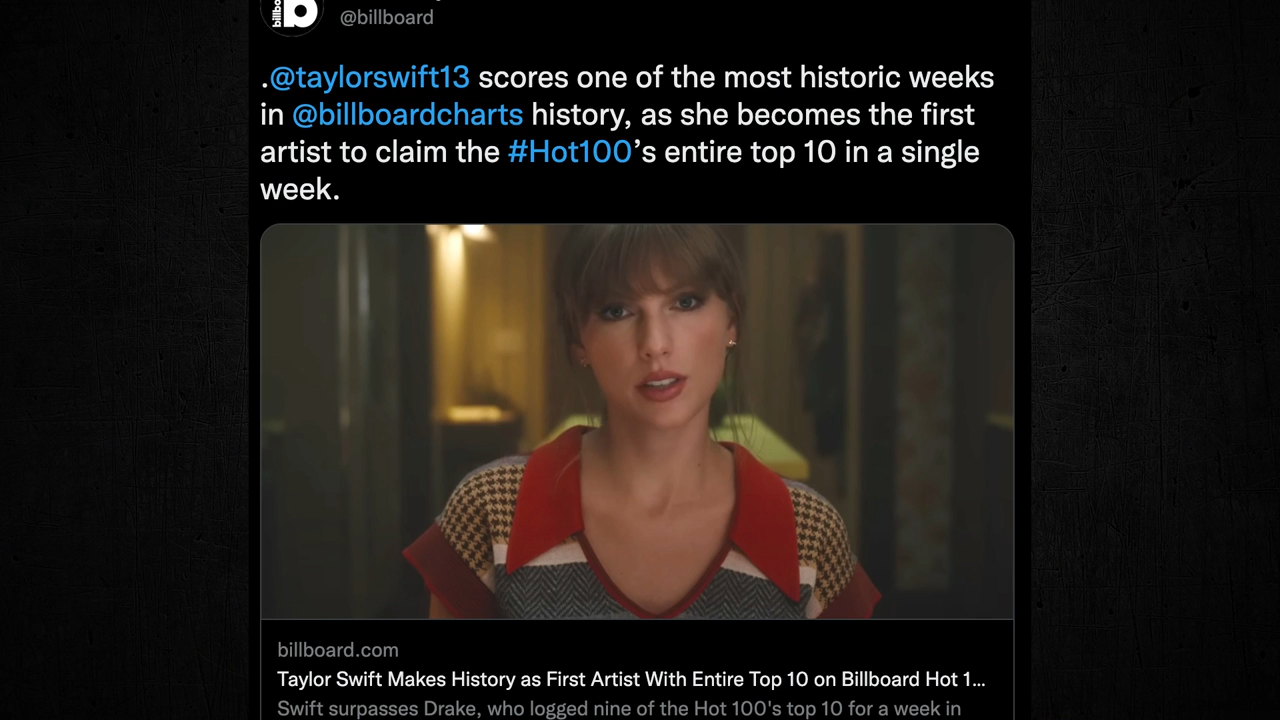 billboard b
@billboard
.@taylorswift13 scores one of the most historic weeks
in @billboardcharts history, as she becomes the first
artist to claim the #Hot100’s entire top 10 in a single
week.
billboard.com
Taylor Swift Makes History as First Artist With Entire Top 10 on Billboard Hot 1...
Swift surpasses Drake, who logged nine of the Hot 100's top 10 for a week in